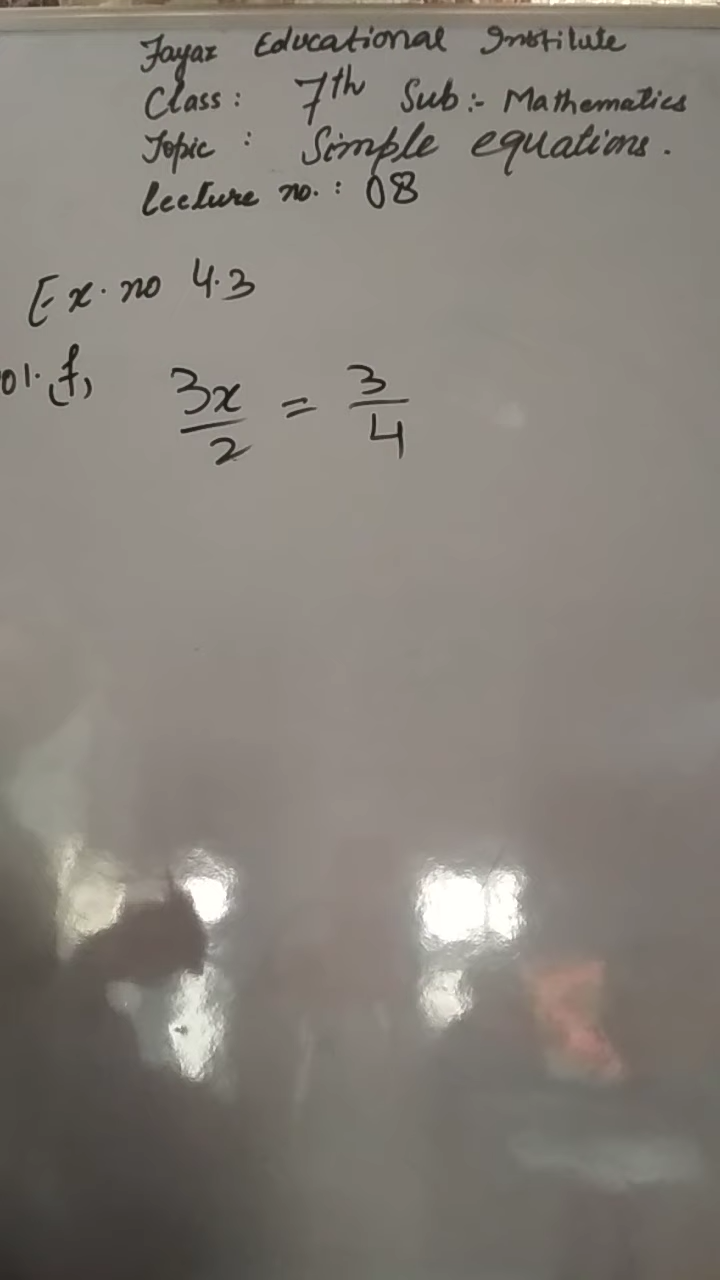 Fayaz Educational Institute
Class: 7th Sub:- Mathematics
Topic: Simple equations.
Lecture no.: 08
Ex. no 4.3
01. (f) 3x/2 = 3/4